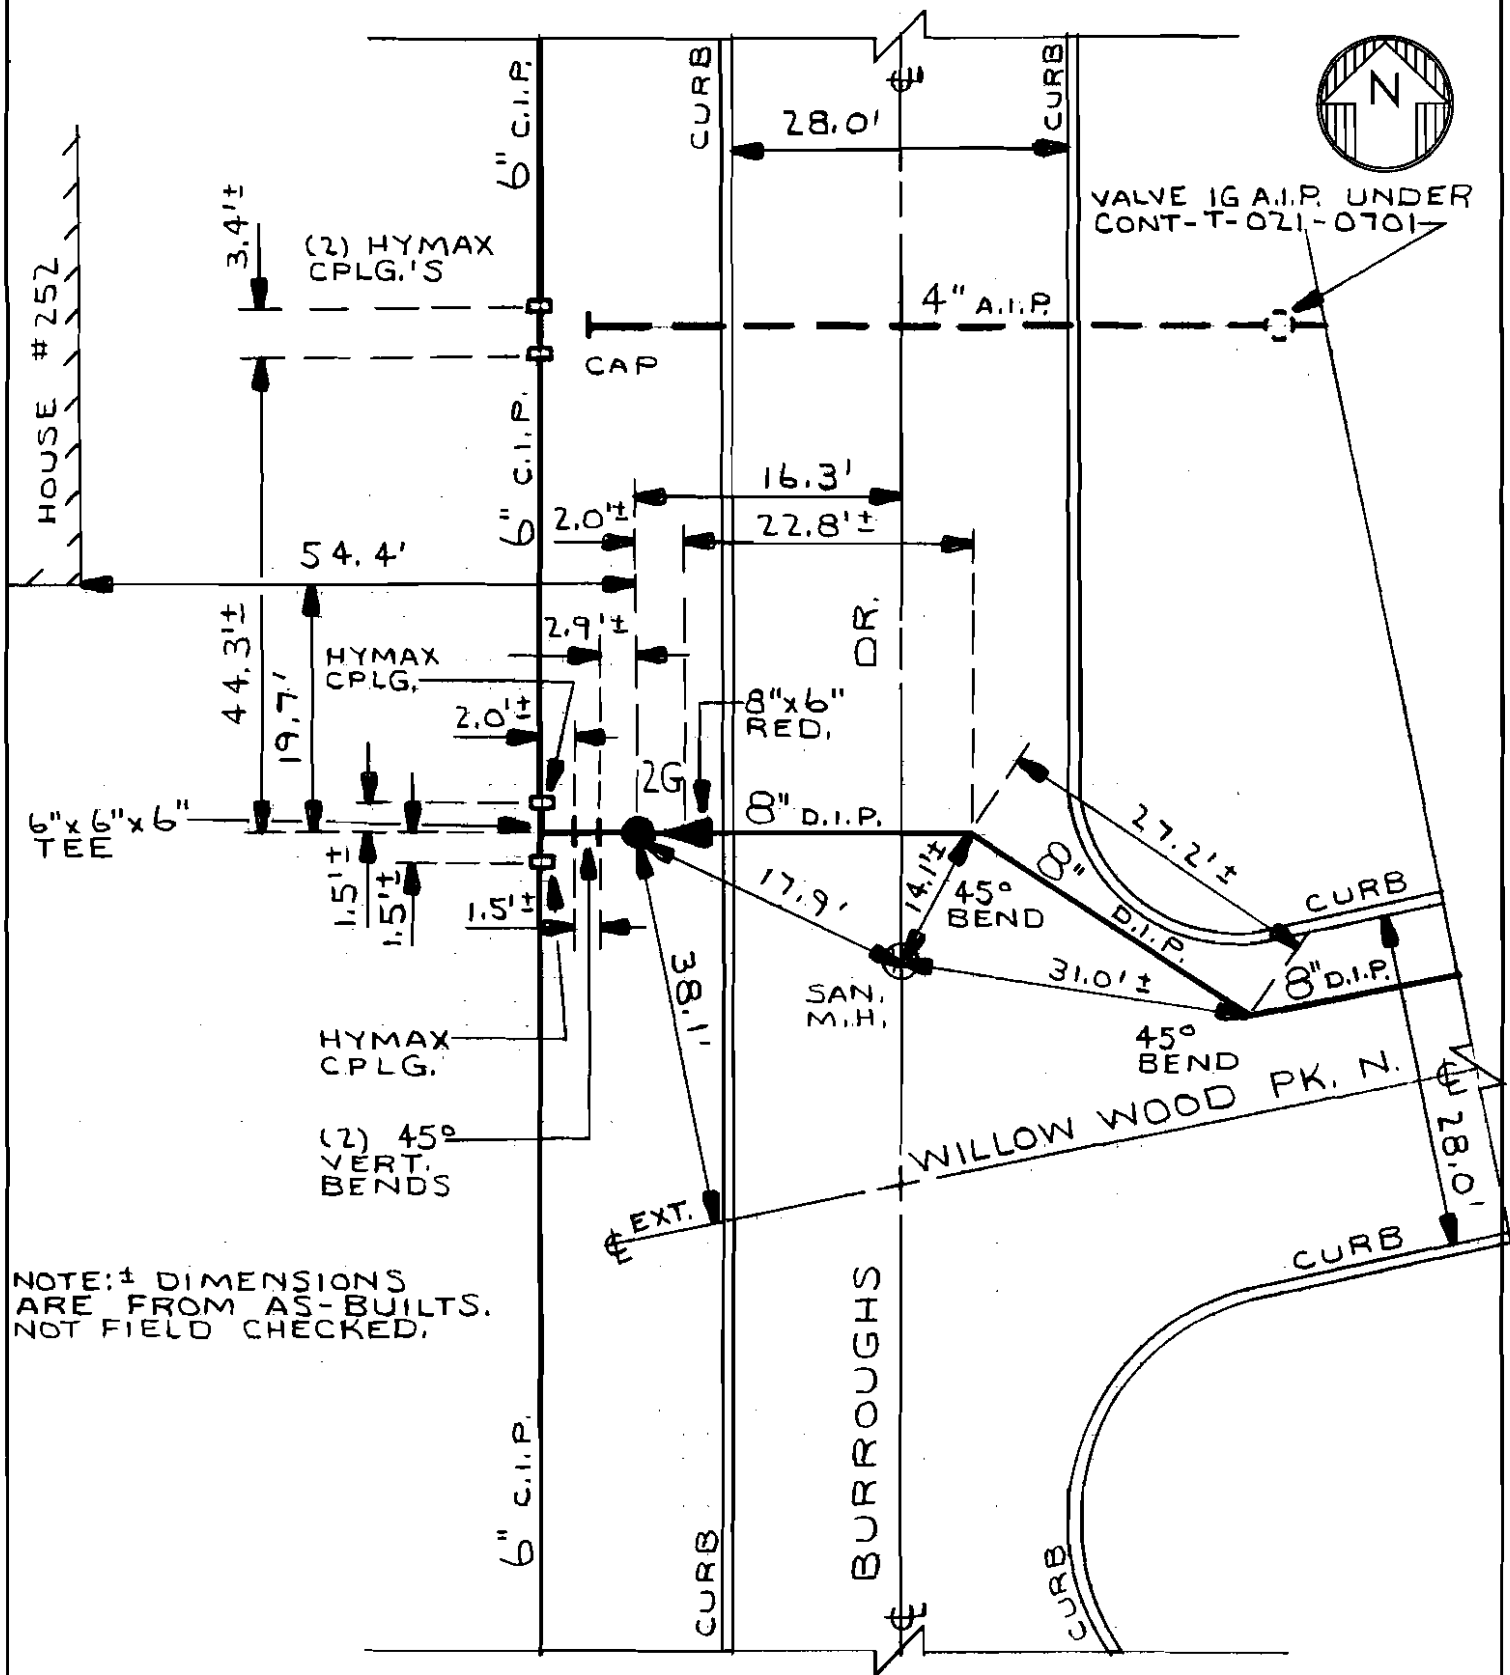 6" C.I.P.
CURB
℄
CURB
N
28.0'
VALVE 1G A.I.P. UNDER
CONT-T-021-0701
3.4'±
(2) HYMAX
CPLG.'S
HOUSE #252
4" A.I.P.
CAP
6" C.I.P.
16.3'
2.0'±
22.8'±
54.4'
DR.
44.3'±
19.7'
2.9'±
HYMAX
CPLG.
8"x6"
RED.
2.0'±
2G
6"x6"x6"
TEE
8" D.I.P.
27.2'±
1.5'±
1.5'±
1.5'±
17.9'
14.1'±
45°
BEND
8" D.I.P.
CURB
38.1'
SAN.
M.H.
31.0'±
8" D.I.P.
HYMAX
CPLG.
45°
BEND
(2) 45°
VERT.
BENDS
WILLOW WOOD PK. N.
℄
28.0'
℄ EXT.
CURB
NOTE: ± DIMENSIONS
ARE FROM AS-BUILTS.
NOT FIELD CHECKED.
BURROUGHS
6" C.I.P.
CURB
CURB
℄